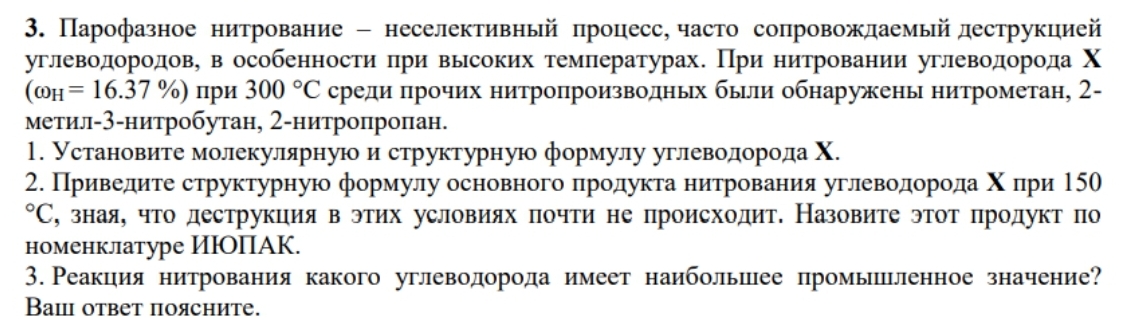 3. Парофазное нитрование – неселективный процесс, часто сопровождаемый деструкцией
углеводородов, в особенности при высоких температурах. При нитровании углеводорода X
(ωH = 16.37 %) при 300 °C среди прочих нитропроизводных были обнаружены нитрометан, 2-
метил-3-нитробутан, 2-нитропропан.
1. Установите молекулярную и структурную формулу углеводорода X.
2. Приведите структурную формулу основного продукта нитрования углеводорода X при 150
°C, зная, что деструкция в этих условиях почти не происходит. Назовите этот продукт по
номенклатуре ИЮПАК.
3. Реакция нитрования какого углеводорода имеет наибольшее промышленное значение?
Ваш ответ поясните.